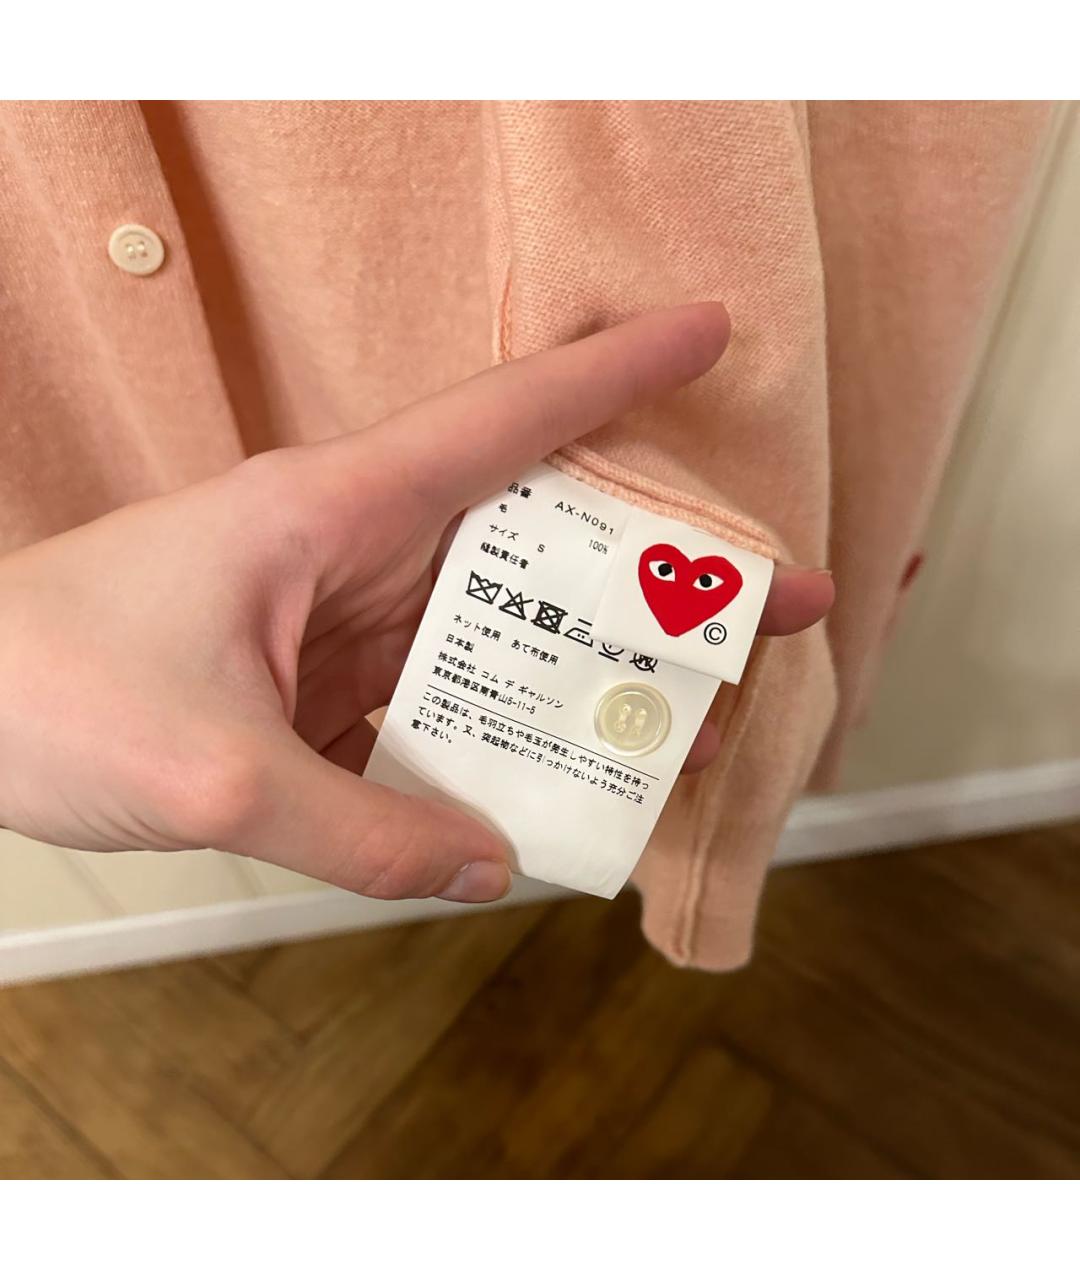 品番 AX-N091
毛 100%
サイズ S
縫製責任者
ネット使用 あて布使用
日本製
株式会社 コム デ ギャルソン
東京都港区南青山5-11-5
この製品は、毛羽立ちや毛玉が発生しやすい特性を持っ
ています。又、突起物などに引っかけないよう充分ご注
意下さい。
©